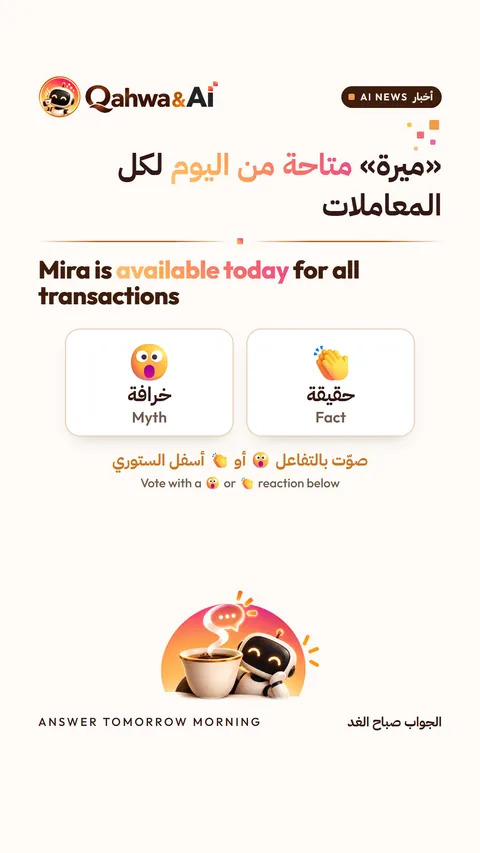 Qahwa&Ai
AI NEWS أخبار
«ميرة» متاحة من اليوم لكل
المعاملات
Mira is available today for all
transactions
😮 👏
خرافة حقيقة
Myth Fact
صوّت بالتفاعل 😮 أو 👏 أسفل الستوري
Vote with a 😮 or 👏 reaction below
ANSWER TOMORROW MORNING الجواب صباح الغد